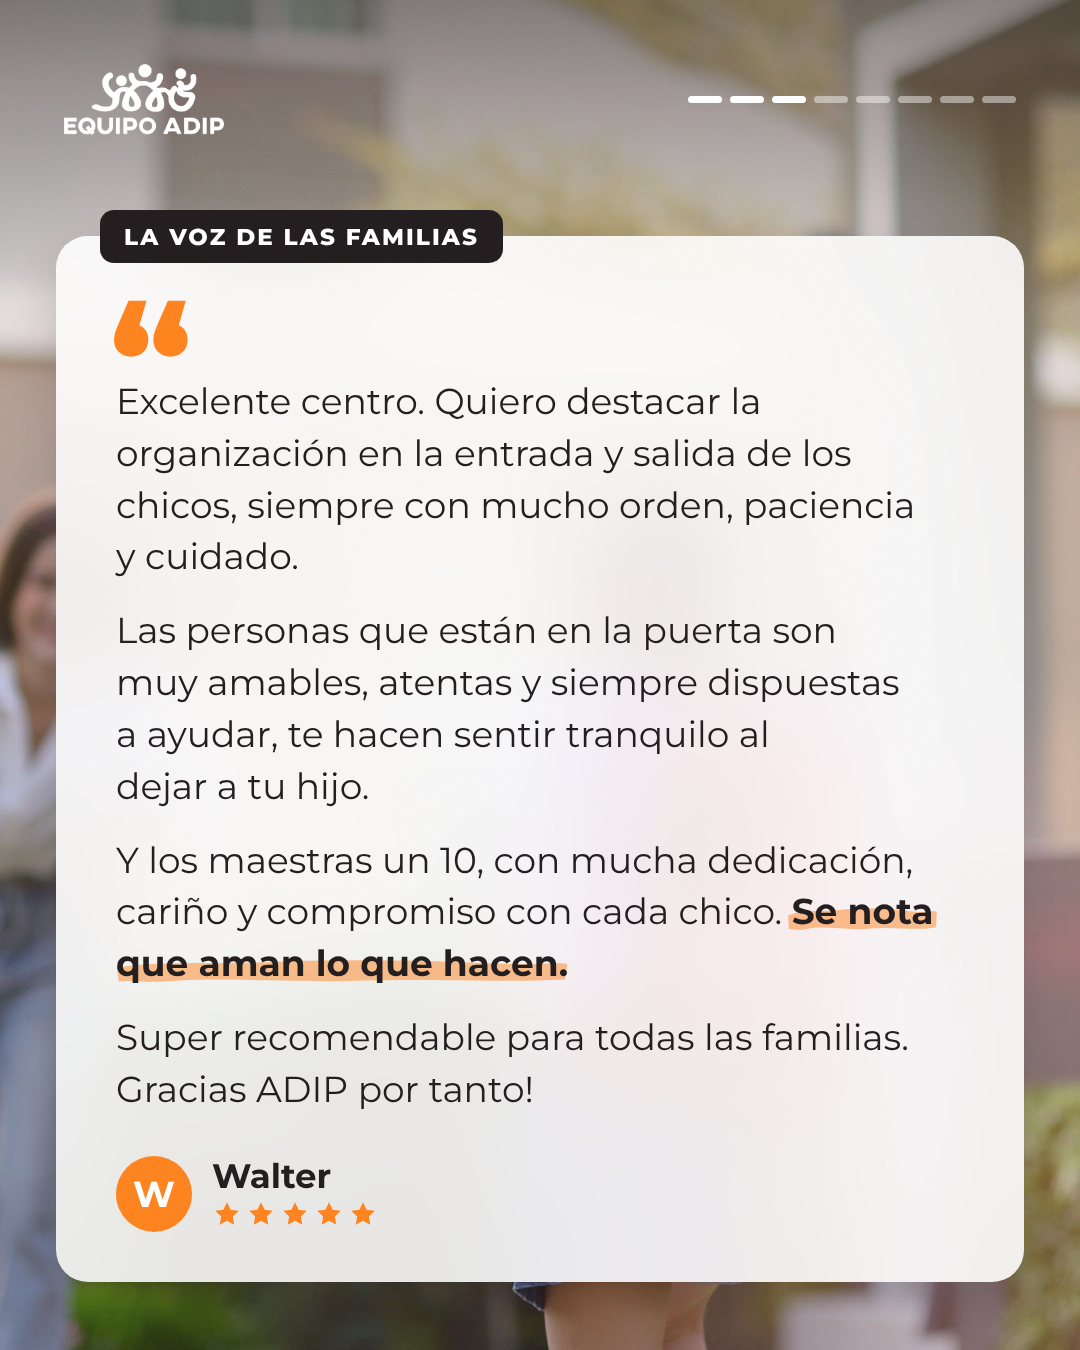 EQUIPO ADIP
LA VOZ DE LAS FAMILIAS
“
Excelente centro. Quiero destacar la
organización en la entrada y salida de los
chicos, siempre con mucho orden, paciencia
y cuidado.
Las personas que están en la puerta son
muy amables, atentas y siempre dispuestas
a ayudar, te hacen sentir tranquilo al
dejar a tu hijo.
Y los maestras un 10, con mucha dedicación,
cariño y compromiso con cada chico. Se nota
que aman lo que hacen.
Super recomendable para todas las familias.
Gracias ADIP por tanto!
W
Walter